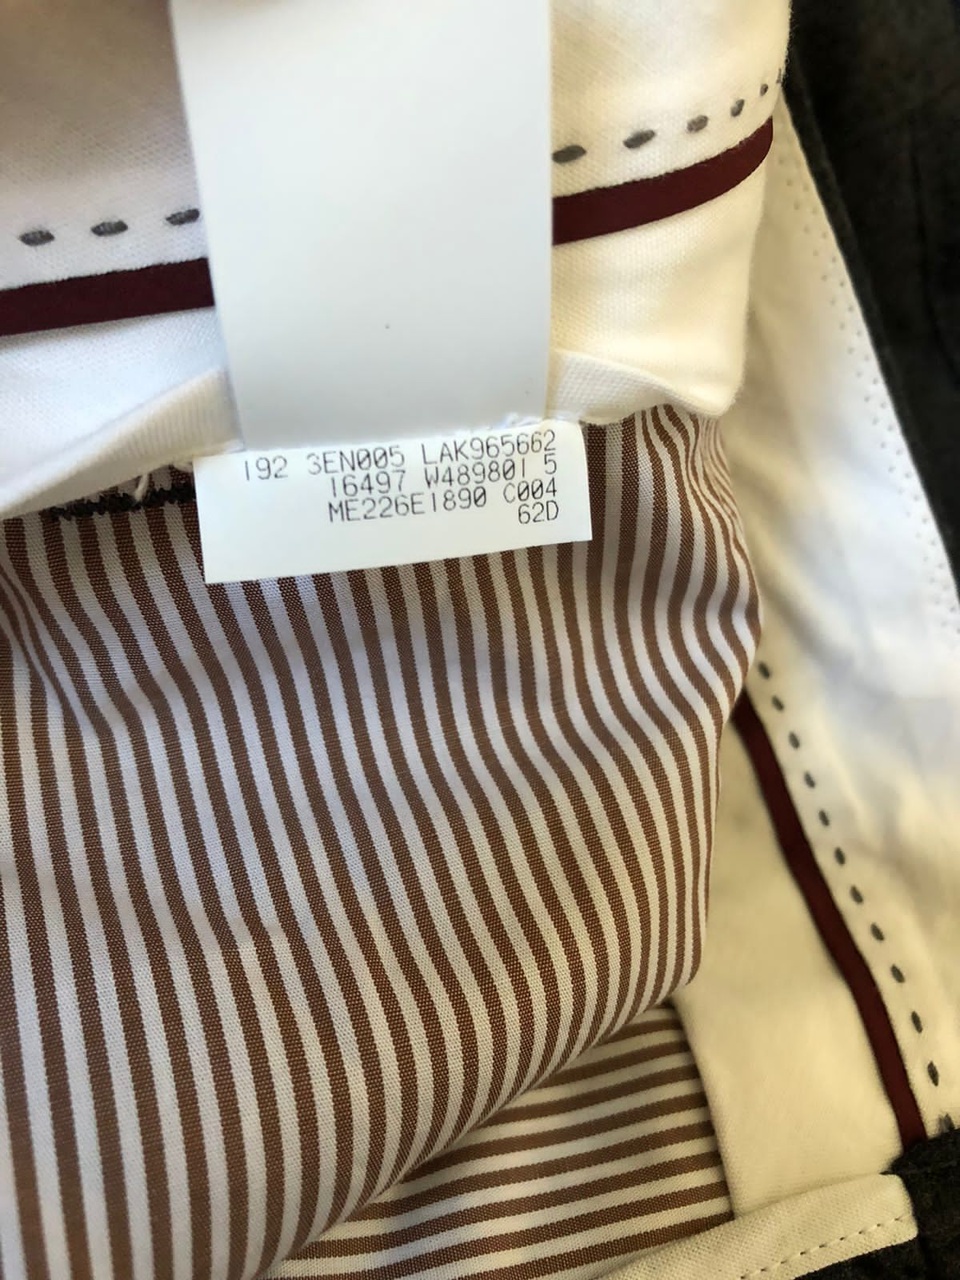 192 3EN005 LAK965662
16497 W489801 5
ME226E1890 C004
62D